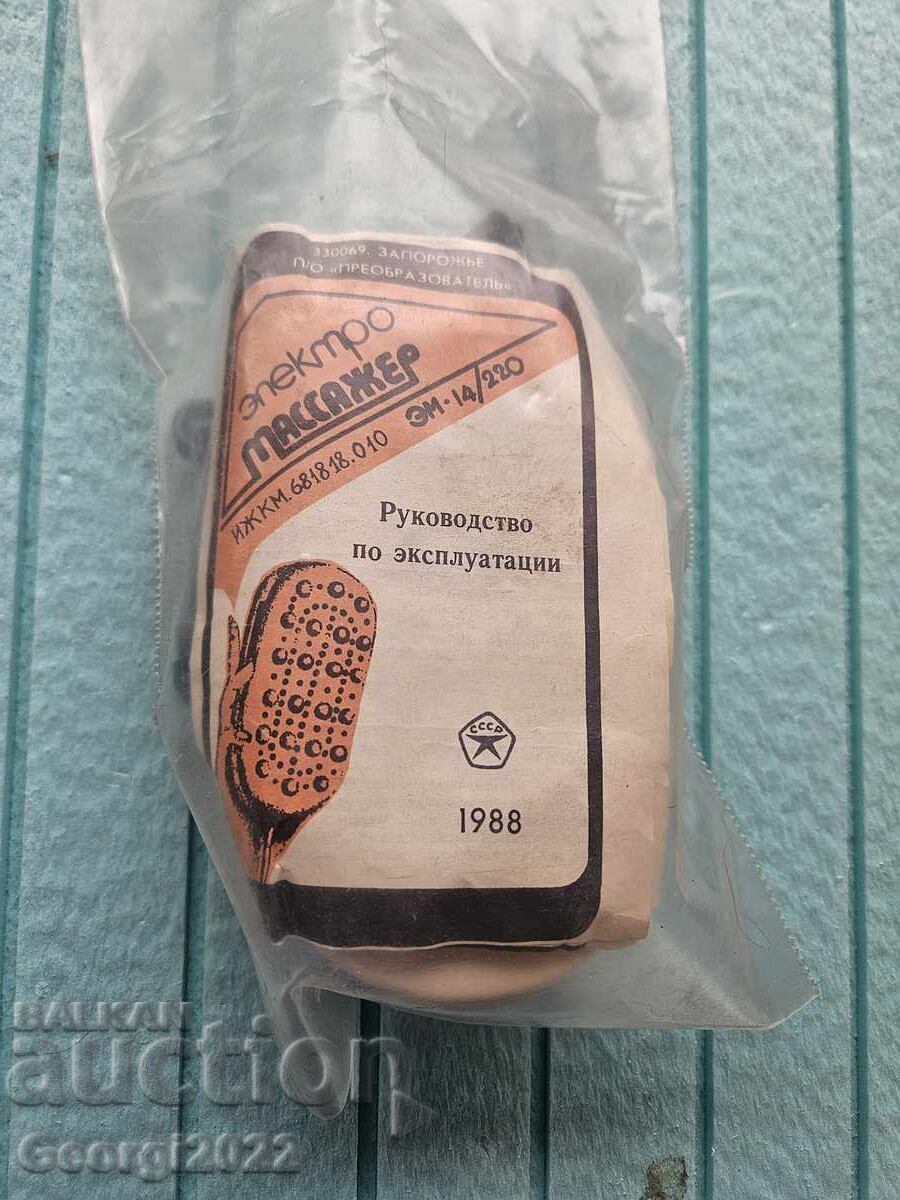 330069. ЗАПОРОЖЬЕ
П/О «ПРЕОБРАЗОВАТЕЛЬ»
электро
МАССАЖЕР
ИЖКМ.681818.010 ЭМ-14/220
Руководство
по эксплуатации
СССР
1988
BALKAN
auction
Georgi2022